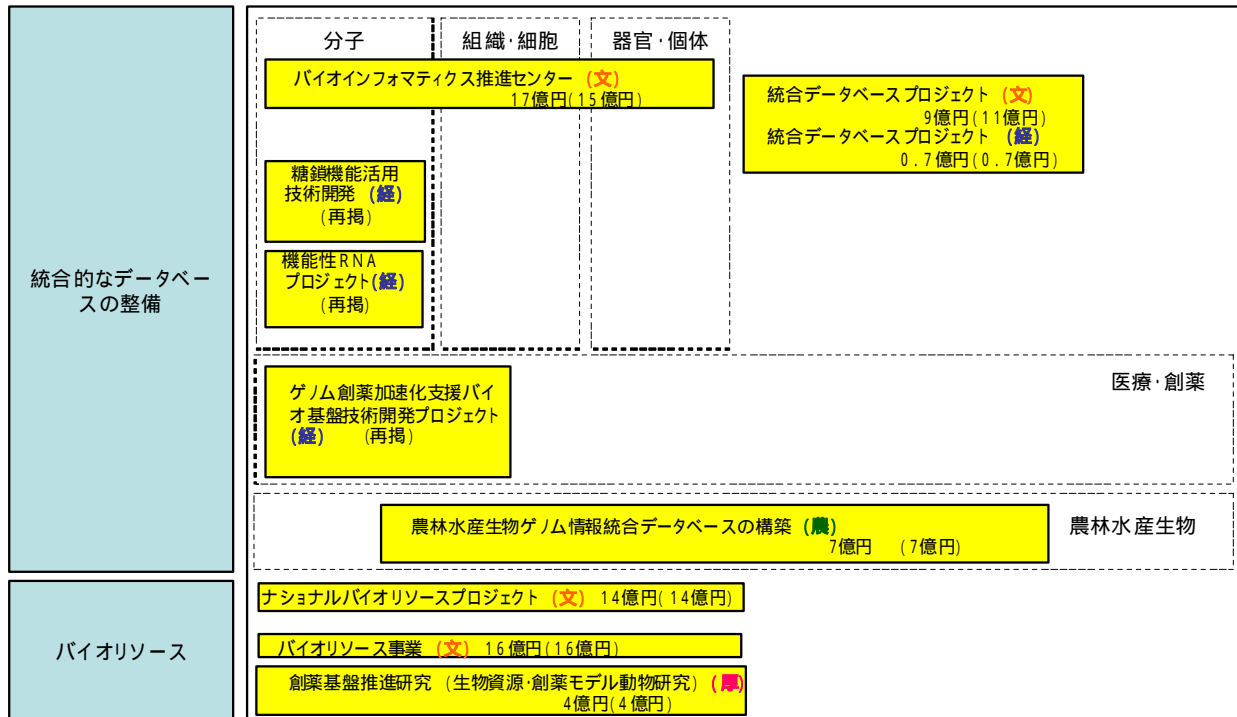 分子
組織・細胞
器官・個体
バイオインフォマティクス推進センター (文)
17億円(15億円)
統合データベースプロジェクト (文)
9億円(11億円)
統合データベースプロジェクト (経)
0.7億円(0.7億円)
糖鎖機能活用
技術開発 (経)
(再掲)
機能性RNA
プロジェクト(経)
(再掲)
統合的なデータベー
スの整備
ゲノム創薬加速化支援バイ
オ基盤技術開発プロジェクト
(経) (再掲)
医療・創薬
農林水産生物ゲノム情報統合データベースの構築 (農)
7億円 (7億円)
農林水産生物
バイオリソース
ナショナルバイオリソースプロジェクト (文) 14億円(14億円)
バイオリソース事業 (文) 16億円(16億円)
創薬基盤推進研究 (生物資源・創薬モデル動物研究) (厚)
4億円(4億円)